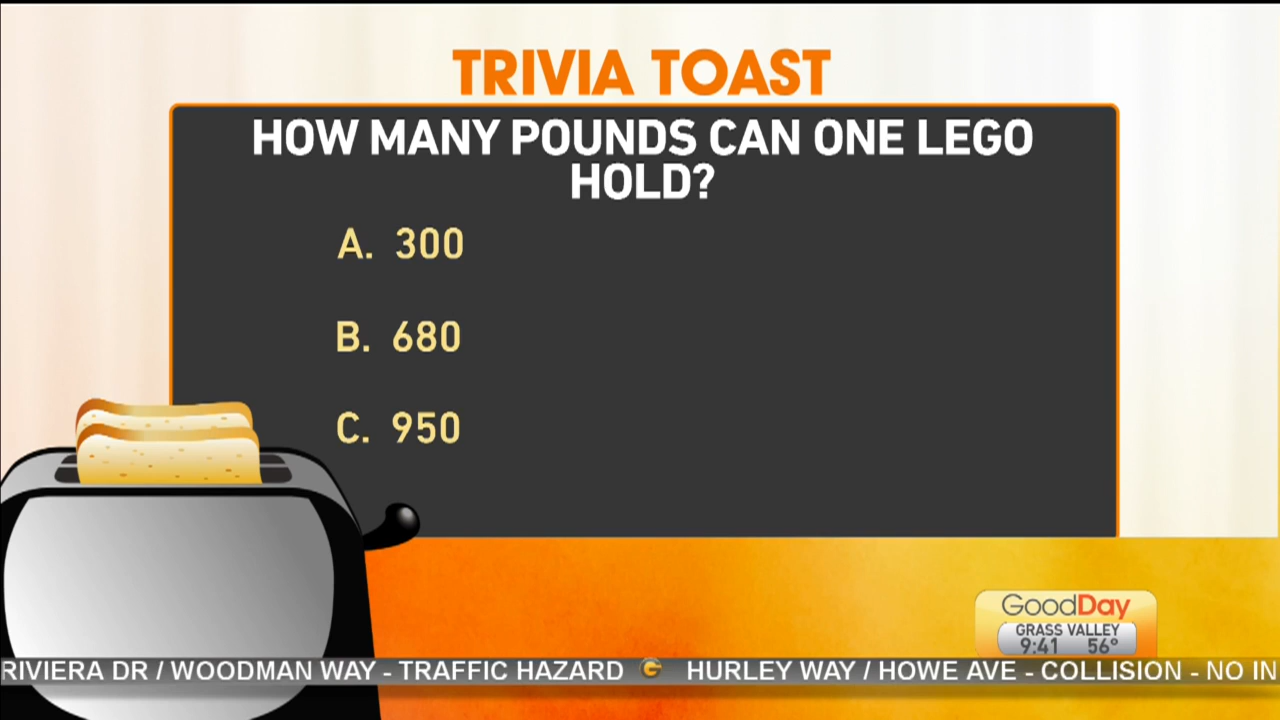 TRIVIA TOAST
HOW MANY POUNDS CAN ONE LEGO
HOLD?
A. 300
B. 680
C. 950
GoodDay
GRASS VALLEY
9:41 56°
RIVIERA DR / WOODMAN WAY - TRAFFIC HAZARD G HURLEY WAY / HOWE AVE - COLLISION - NO IN